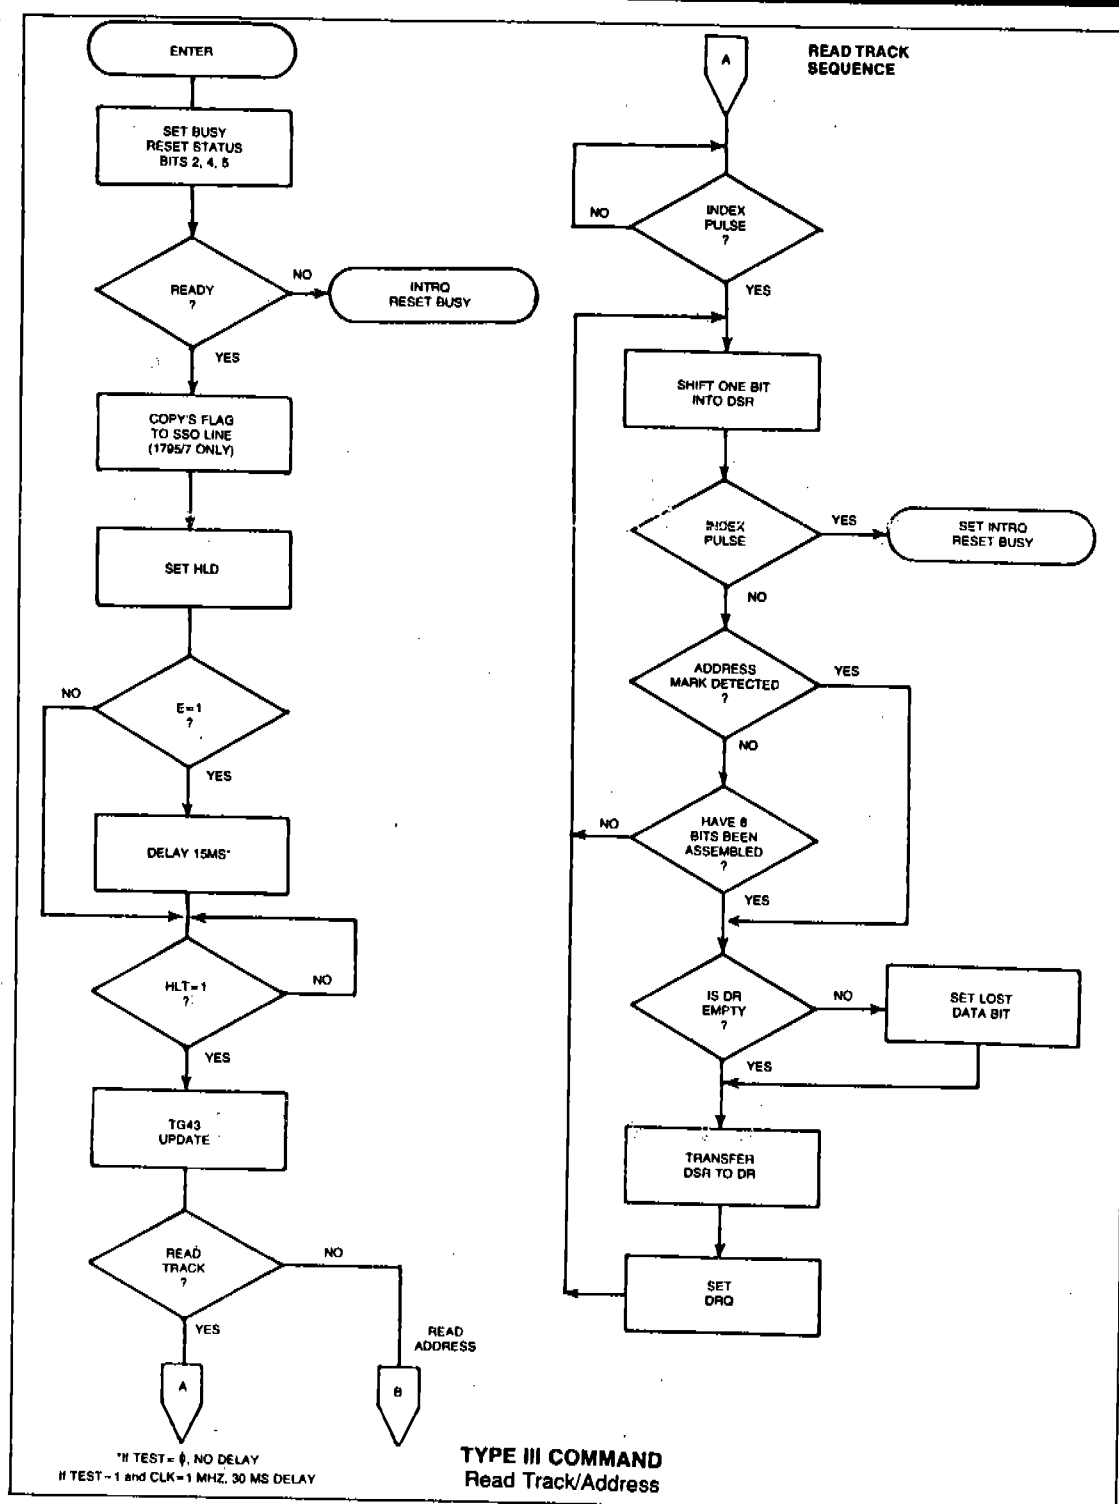 ENTER
SET BUSY
RESET STATUS
BITS 2, 4, 5
READY
?
NO
INTRQ
RESET BUSY
YES
COPY'S FLAG
TO SSO LINE
(1795/7 ONLY)
SET HLD
E=1
?
NO
YES
DELAY 15MS*
HLT=1
?
NO
YES
TG43
UPDATE
READ
TRACK
?
NO
YES
READ
ADDRESS
A
B
*If TEST= ϕ, NO DELAY
If TEST-1 and CLK=1 MHZ, 30 MS DELAY
A
READ TRACK
SEQUENCE
INDEX
PULSE
?
NO
YES
SHIFT ONE BIT
INTO DSR
INDEX
PULSE
YES
SET INTRQ
RESET BUSY
NO
ADDRESS
MARK DETECTED
?
YES
NO
HAVE 8
BITS BEEN
ASSEMBLED
?
NO
YES
IS DR
EMPTY
?
NO
SET LOST
DATA BIT
YES
TRANSFER
DSR TO DR
SET
DRQ
TYPE III COMMAND
Read Track/Address